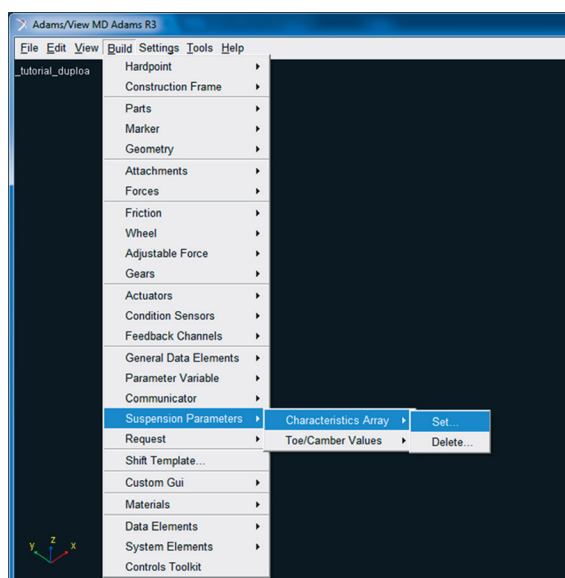 Adams/View MD Adams R3
File Edit View Build Settings Tools Help
_tutorial_duploa
Hardpoint
Construction Frame
Parts
Marker
Geometry
Attachments
Forces
Friction
Wheel
Adjustable Force
Gears
Actuators
Condition Sensors
Feedback Channels
General Data Elements
Parameter Variable
Communicator
Suspension Parameters
Characteristics Array
Set...
Request
Toe/Camber Values
Delete...
Shift Template...
Custom Gui
Materials
Data Elements
System Elements
Controls Toolkit
y z x